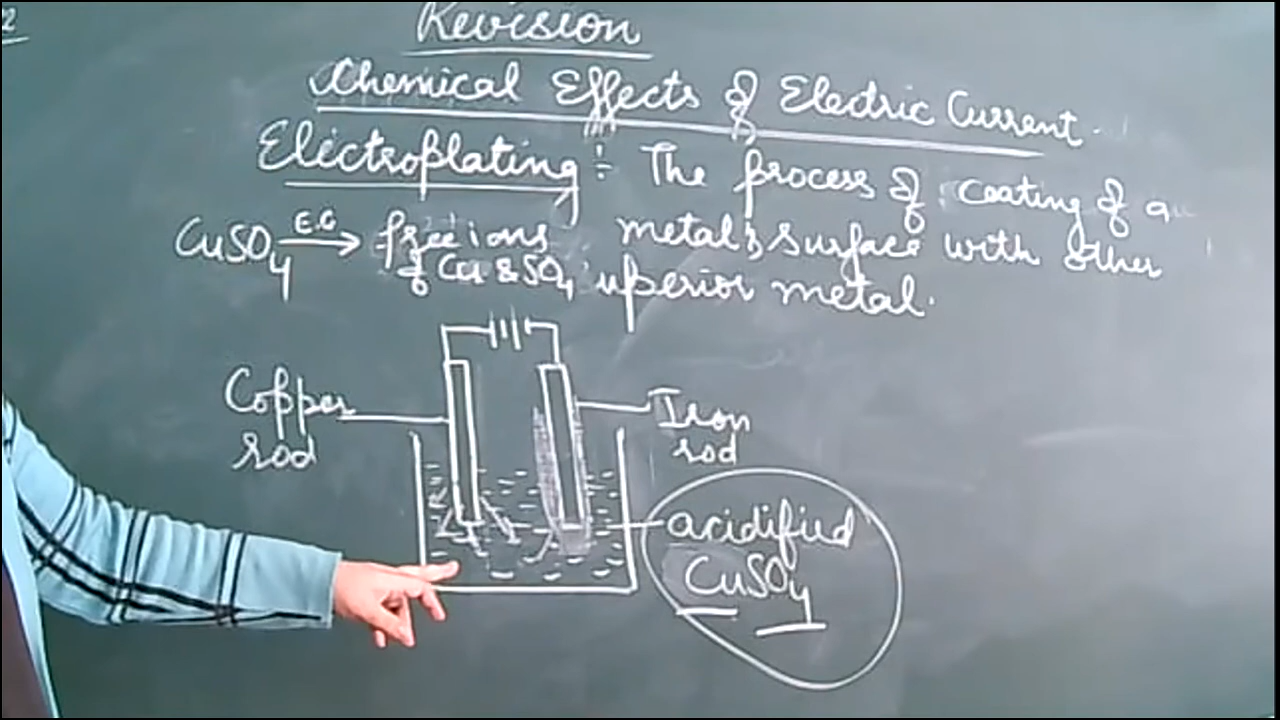 2
Revision
Chemical Effects of Electric Current.
Electroplating : The process of coating of a
metal's surface with other
superior metal.
CuSO4 E.C → free ions
of Cu & SO4
Copper
rod
Iron
rod
acidified
CuSO4